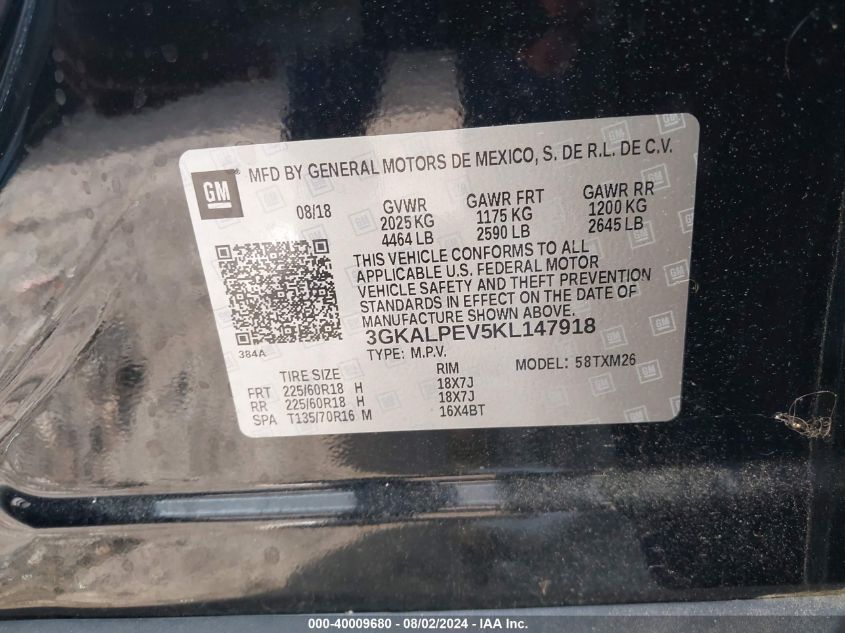 MFD BY GENERAL MOTORS DE MEXICO, S. DE R.L. DE C.V.
GM
08/18
GVWR GAWR FRT GAWR RR
2025 KG 1175 KG 1200 KG
4464 LB 2590 LB 2645 LB
THIS VEHICLE CONFORMS TO ALL
APPLICABLE U.S. FEDERAL MOTOR
VEHICLE SAFETY AND THEFT PREVENTION
STANDARDS IN EFFECT ON THE DATE OF
MANUFACTURE SHOWN ABOVE.
384A
3GKALPEV5KL147918
TYPE: M.P.V. MODEL: 58TXM26
TIRE SIZE RIM
FRT 225/60R18 H 18X7J
RR 225/60R18 H 18X7J
SPA T135/70R16 M 16X4BT
000-40009680 - 08/02/2024 - IAA Inc.